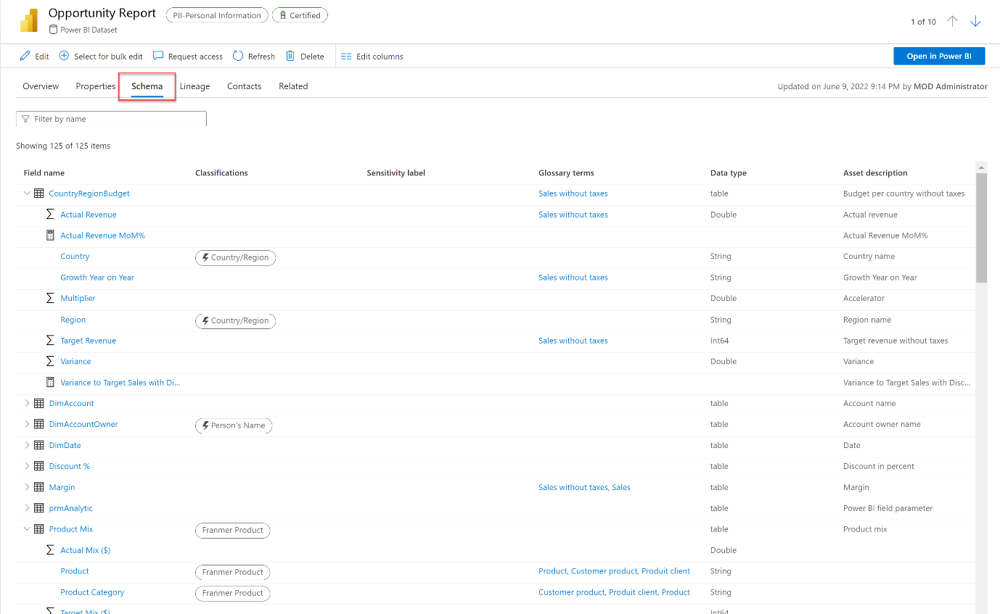 Opportunity Report PII-Personal Information Certified
Power BI Dataset
1 of 10
Edit Select for bulk edit Request access Refresh Delete Edit columns Open in Power BI
Overview Properties Schema Lineage Contacts Related Updated on June 9, 2022 9:14 PM by MOD Administrator
Filter by name
Showing 125 of 125 items
Field name Classifications Sensitivity label Glossary terms Data type Asset description
CountryRegionBudget Sales without taxes table Budget per country without taxes
Actual Revenue Sales without taxes Double Actual revenue
Actual Revenue MoM% Actual Revenue MoM%
Country Country/Region String Country name
Growth Year on Year Sales without taxes String Growth Year on Year
Multiplier Double Accelerator
Region Country/Region String Region name
Target Revenue Sales without taxes Int64 Target revenue without taxes
Variance Double Variance
Variance to Target Sales with Di... Variance to Target Sales with Disc...
DimAccount table Account name
DimAccountOwner Person's Name table Account owner name
DimDate table Date
Discount % table Discount in percent
Margin Sales without taxes, Sales table Margin
prmAnalytic table Power BI field parameter
Product Mix Franmer Product table Product mix
Actual Mix ($) Double
Product Franmer Product Product, Customer product, Produit client String
Product Category Franmer Product Customer product, Produit client, Product String
Target Mix ($) Int64